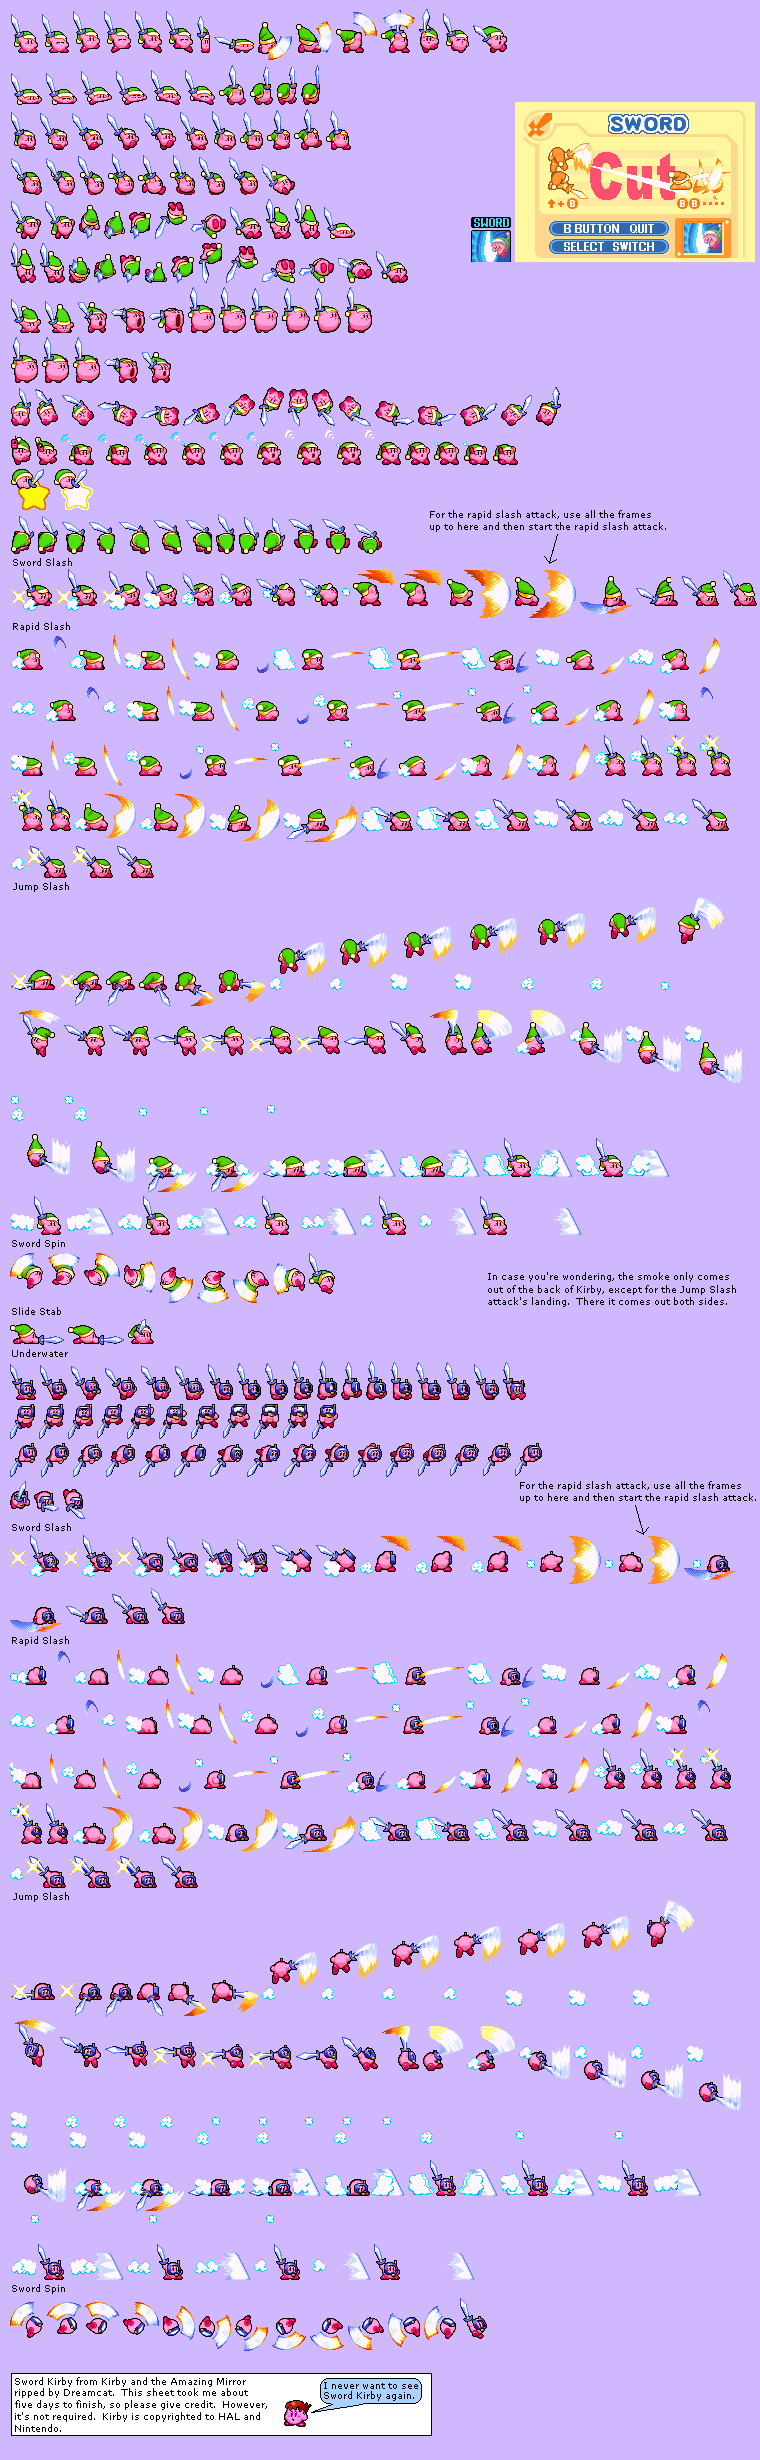 SWORD
Cut
↑+B
B B·····
SWORD
B BUTTON QUIT
SELECT SWITCH
For the rapid slash attack, use all the frames
up to here and then start the rapid slash attack.
Sword Slash
Rapid Slash
Jump Slash
Sword Spin
In case you're wondering, the smoke only comes
out of the back of Kirby, except for the Jump Slash
attack's landing. There it comes out both sides.
Slide Stab
Underwater
For the rapid slash attack, use all the frames
up to here and then start the rapid slash attack.
Sword Slash
Rapid Slash
Jump Slash
Sword Spin
Sword Kirby from Kirby and the Amazing Mirror
ripped by Dreamcat. This sheet took me about
five days to finish, so please give credit. However,
it's not required. Kirby is copyrighted to HAL and
Nintendo.
I never want to see
Sword Kirby again.